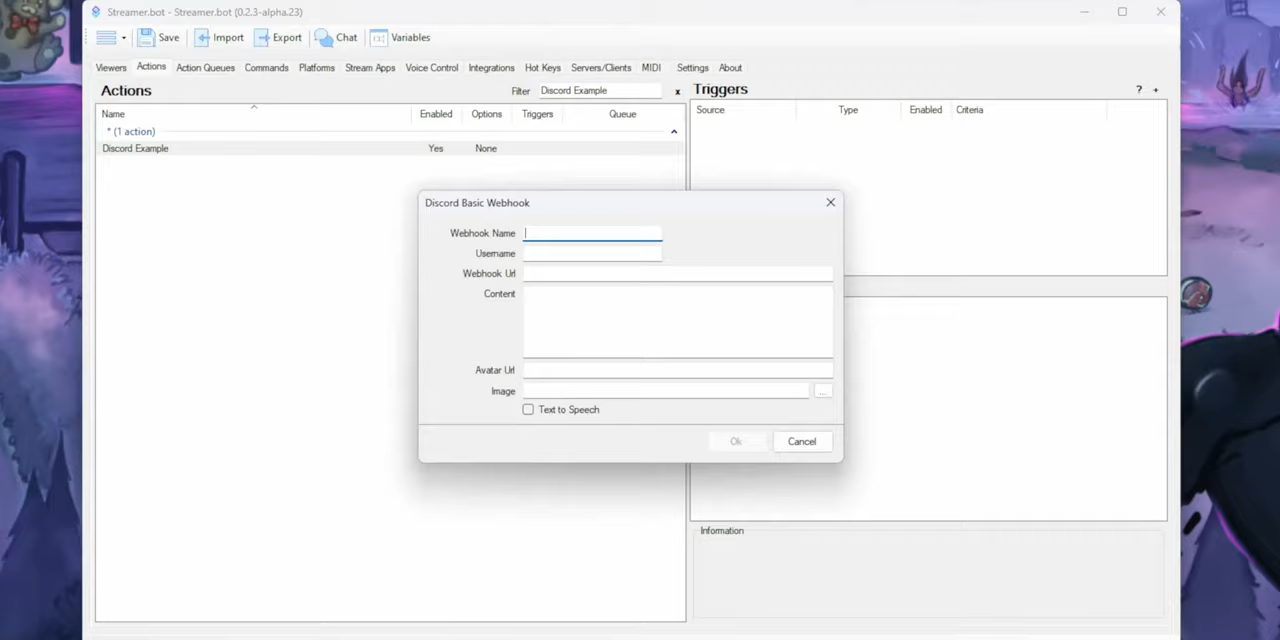 Streamer.bot - Streamer.bot (0.2.3-alpha.23)
Save Import Export Chat Variables
Viewers Actions Action Queues Commands Platforms Stream Apps Voice Control Integrations Hot Keys Servers/Clients MIDI Settings About
Actions Filter Discord Example x
Name Enabled Options Triggers Queue
* (1 action)
Discord Example Yes None
Triggers ? +
Source Type Enabled Criteria
Discord Basic Webhook
Webhook Name
Username
Webhook Url
Content
Avatar Url
Image ...
Text to Speech
Ok Cancel
Information